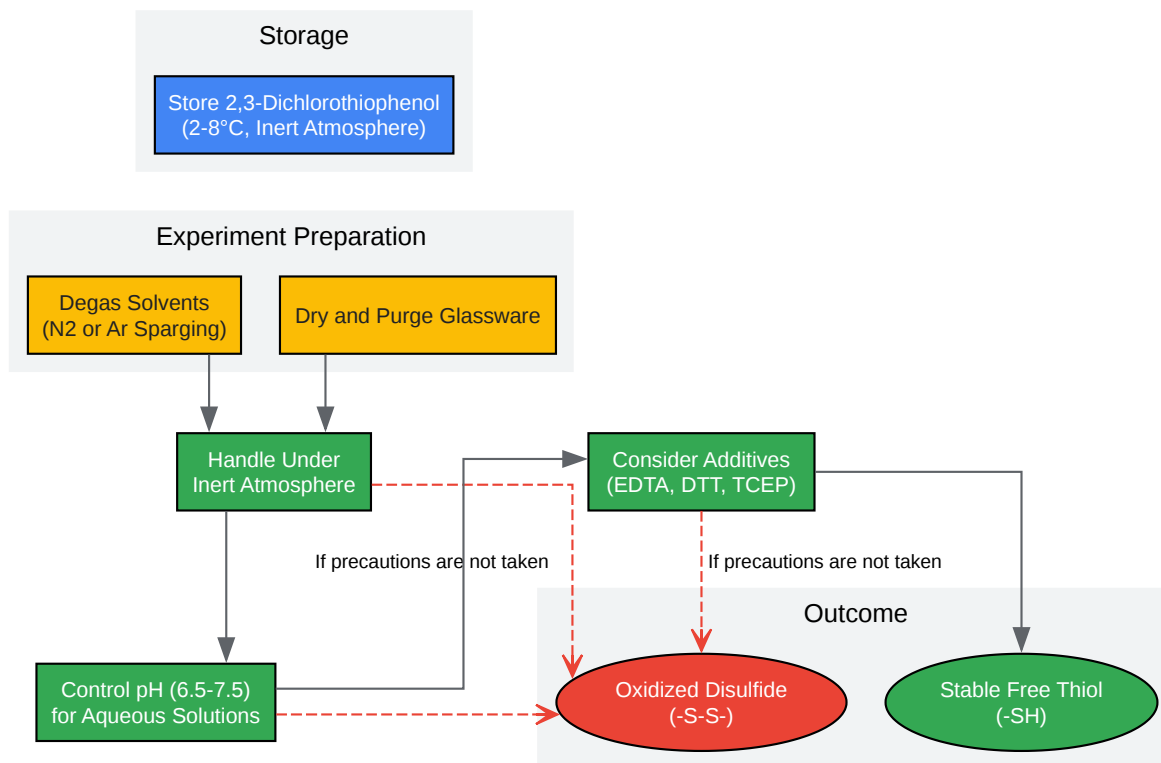 Storage
Store 2,3-Dichlorothiophenol
(2-8°C, Inert Atmosphere)
Experiment Preparation
Degas Solvents
(N2 or Ar Sparging)
Dry and Purge Glassware
Handle Under
Inert Atmosphere
Consider Additives
(EDTA, DTT, TCEP)
If precautions are not taken
If precautions are not taken
Outcome
Control pH (6.5-7.5)
for Aqueous Solutions
Oxidized Disulfide
(-S-S-)
Stable Free Thiol
(-SH)